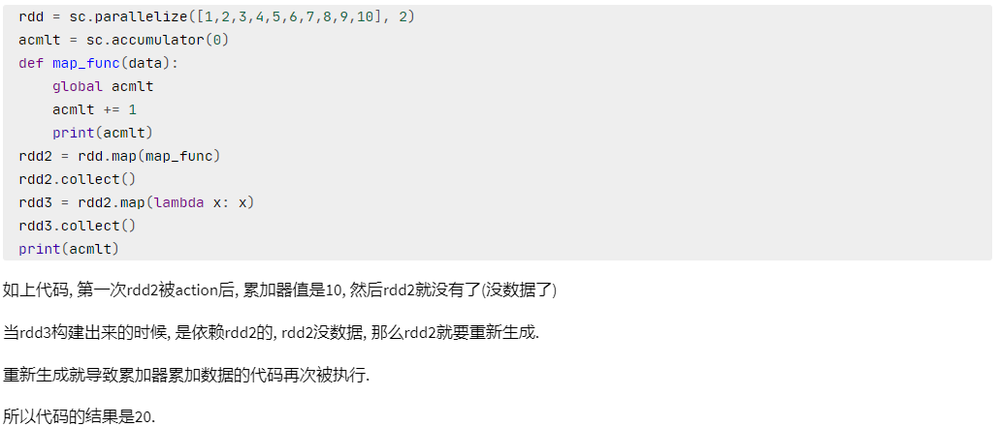 rdd = sc.parallelize([1,2,3,4,5,6,7,8,9,10], 2)
acmlt = sc.accumulator(0)
def map_func(data):
    global acmlt
    acmlt += 1
    print(acmlt)
rdd2 = rdd.map(map_func)
rdd2.collect()
rdd3 = rdd2.map(lambda x: x)
rdd3.collect()
print(acmlt)
如上代码, 第一次rdd2被action后, 累加器值是10, 然后rdd2就没有了(没数据了)
当rdd3构建出来的时候, 是依赖rdd2的, rdd2没数据, 那么rdd2就要重新生成.
重新生成就导致累加器累加数据的代码再次被执行.
所以代码的结果是20.